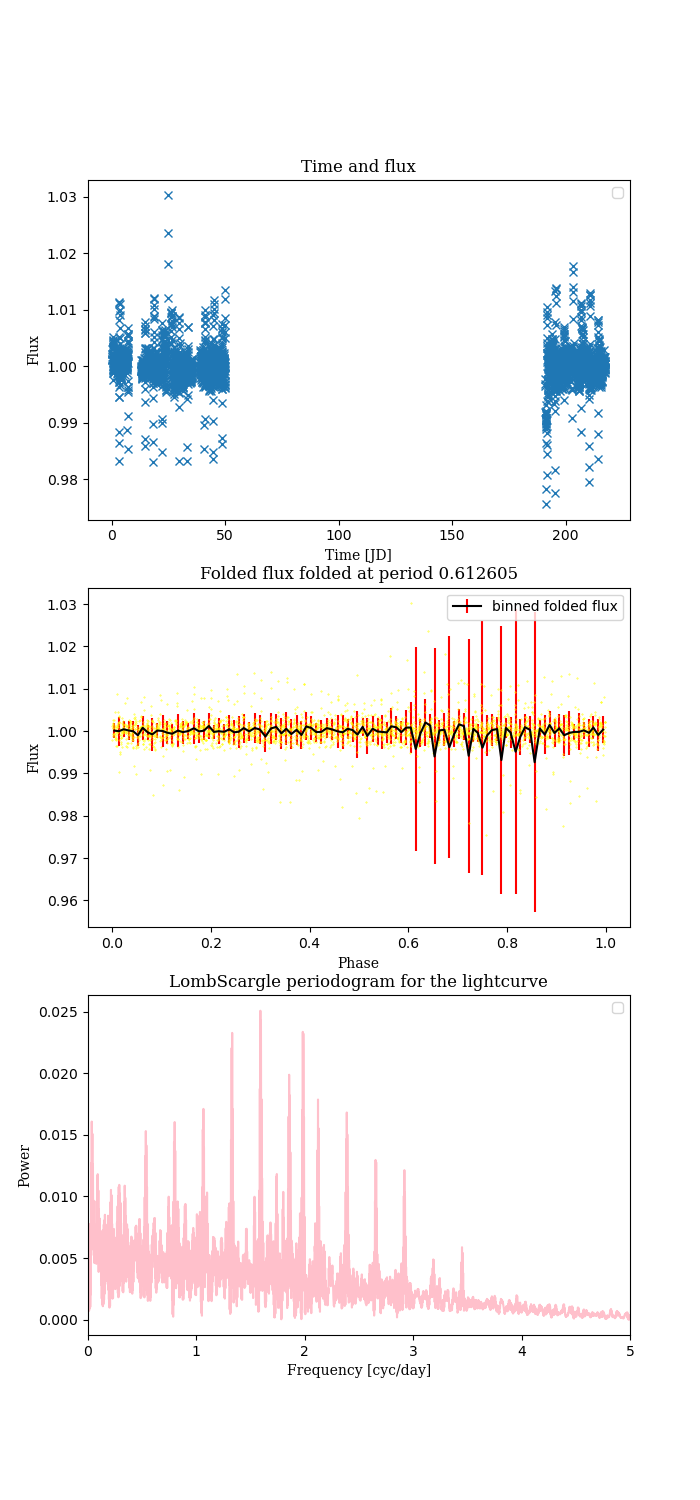 Time and flux
1.03
1.02
1.01
1.00
0.99
0.98
Flux
0 50 100 150 200
Time [JD]
Folded flux folded at period 0.612605
binned folded flux
1.03
1.02
1.01
1.00
0.99
0.98
0.97
0.96
Flux
0.0 0.2 0.4 0.6 0.8 1.0
Phase
LombScargle periodogram for the lightcurve
0.025
0.020
0.015
0.010
0.005
0.000
Power
0 1 2 3 4 5
Frequency [cyc/day]